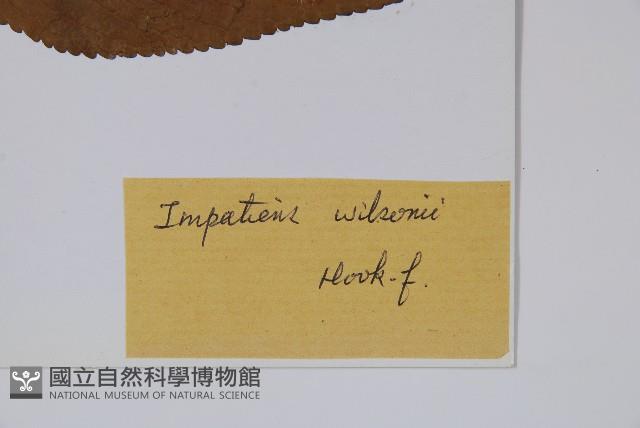 Impatiens wilsonii
Hook. f.
國立自然科學博物館
NATIONAL MUSEUM OF NATURAL SCIENCE